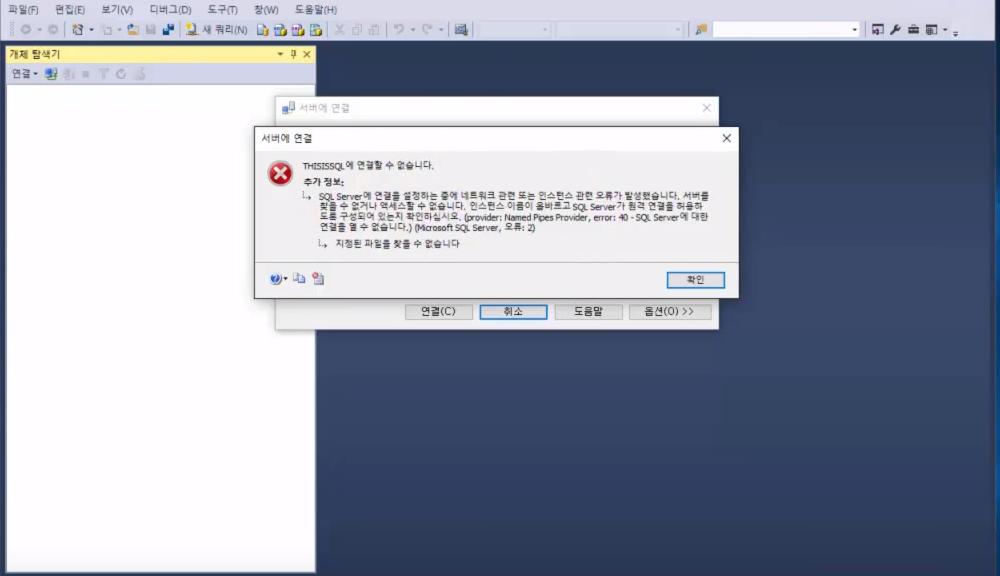 파일(F) 편집(E) 보기(V) 디버그(D) 도구(T) 창(W) 도움말(H)
새 쿼리(N)
개체 탐색기
연결
서버에 연결
서버에 연결
THISISSQL에 연결할 수 없습니다.
추가 정보:
SQL Server에 연결을 설정하는 중에 네트워크 관련 또는 인스턴스 관련 오류가 발생했습니다. 서버를
찾을 수 없거나 액세스할 수 없습니다. 인스턴스 이름이 올바르고 SQL Server가 원격 연결을 허용하
도록 구성되어 있는지 확인하십시오. (provider: Named Pipes Provider, error: 40 - SQL Server에 대한
연결을 열 수 없습니다.) (Microsoft SQL Server, 오류: 2)
지정된 파일을 찾을 수 없습니다
확인
연결(C) 취소 도움말 옵션(O) >>